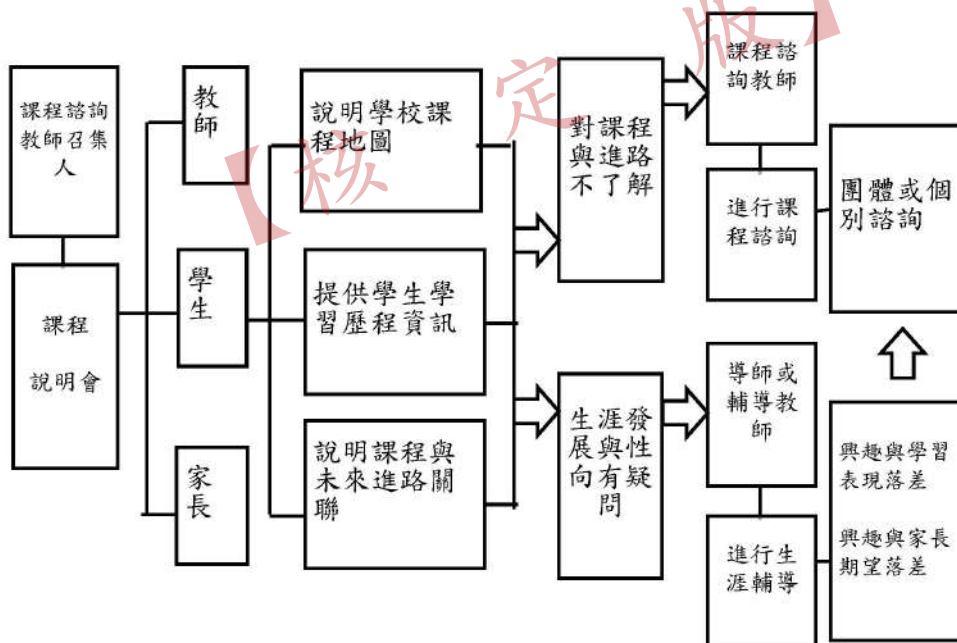 【核定版】
課程諮詢
教師召集
人
課程
說明會
教
師
學
生
家
長
說明學校課
程地圖
提供學生學
習歷程資訊
說明課程與
未來進路關
聯
對課程
與進路
不了解
生涯發
展與性
向有疑
問
課程諮
詢教師
進行課
程諮詢
團體或個
別諮詢
導師或
輔導教
師
進行生
涯輔導
興趣與學習
表現落差
興趣與家長
期望落差